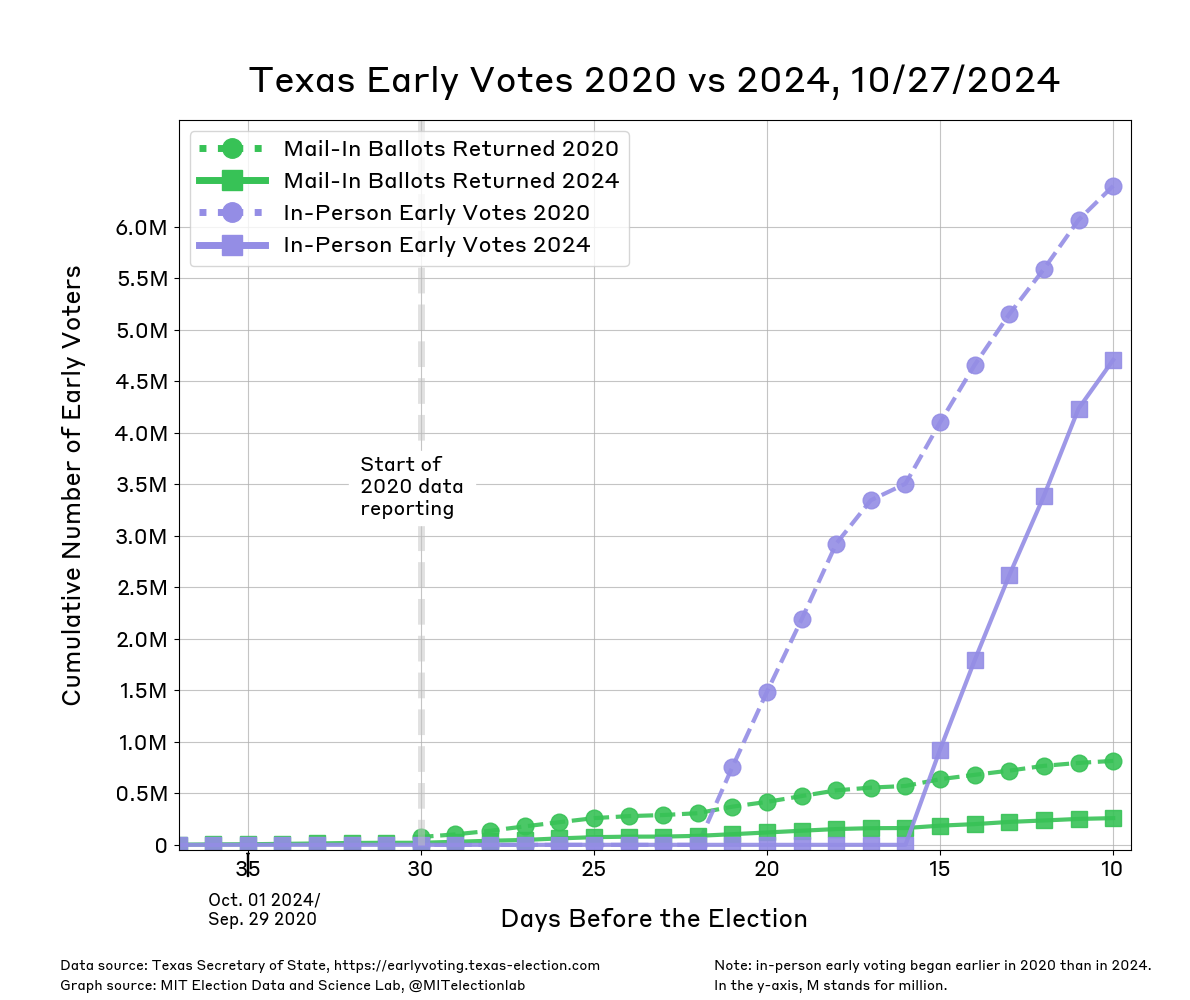 Texas Early Votes 2020 vs 2024, 10/27/2024
Mail-In Ballots Returned 2020
Mail-In Ballots Returned 2024
In-Person Early Votes 2020
In-Person Early Votes 2024
6.0M
5.5M
5.0M
4.5M
4.0M
3.5M
3.0M
2.5M
2.0M
1.5M
1.0M
0.5M
0
Cumulative Number of Early Voters
Start of
2020 data
reporting
35 30 25 20 15 10
Oct. 01 2024/
Sep. 29 2020
Days Before the Election
Data source: Texas Secretary of State, https://earlyvoting.texas-election.com
Graph source: MIT Election Data and Science Lab, @MITelectionlab
Note: in-person early voting began earlier in 2020 than in 2024.
In the y-axis, M stands for million.